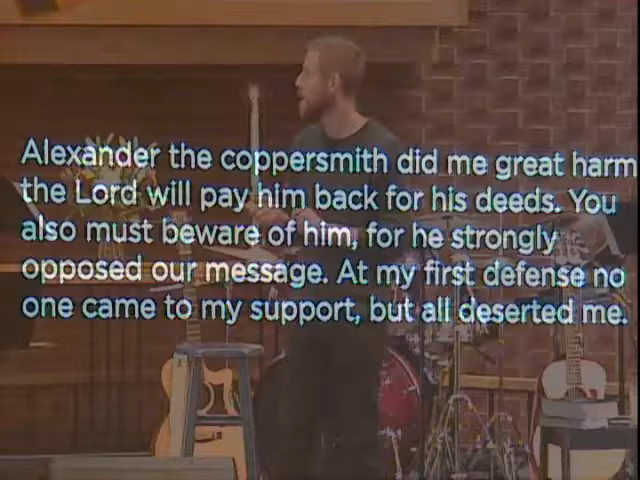 Alexander the coppersmith did me great harm
the Lord will pay him back for his deeds. You
also must beware of him, for he strongly
opposed our message. At my first defense no
one came to my support, but all deserted me.